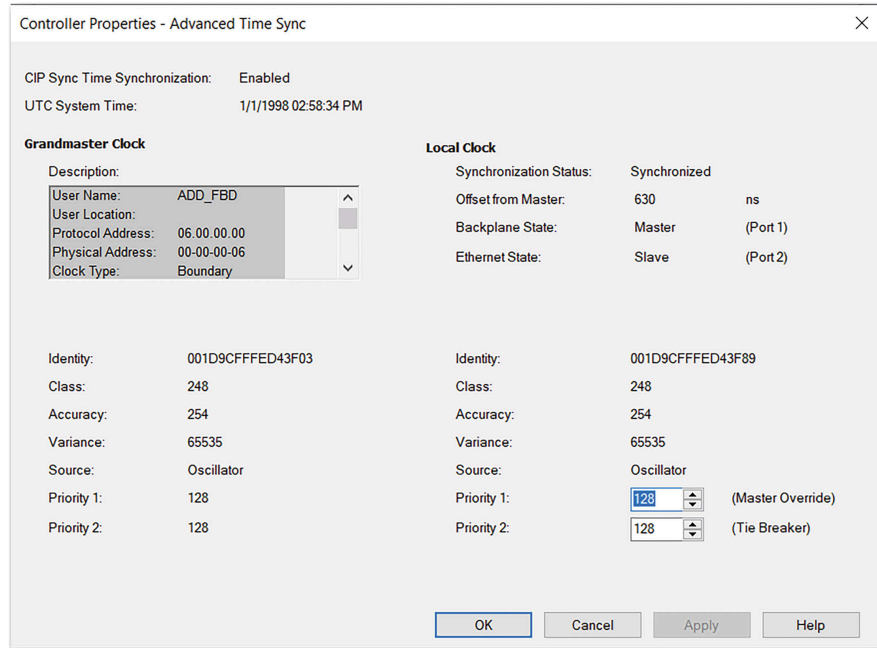 Controller Properties - Advanced Time Sync
CIP Sync Time Synchronization: Enabled
UTC System Time: 1/1/1998 02:58:34 PM
Grandmaster Clock
Description:
User Name: ADD_FBD
User Location:
Protocol Address: 06.00.00.00
Physical Address: 00-00-00-06
Clock Type: Boundary
Identity: 001D9CFFFED43F03
Class: 248
Accuracy: 254
Variance: 65535
Source: Oscillator
Priority 1: 128
Priority 2: 128
Local Clock
Synchronization Status: Synchronized
Offset from Master: 630 ns
Backplane State: Master (Port 1)
Ethernet State: Slave (Port 2)
Identity: 001D9CFFFED43F89
Class: 248
Accuracy: 254
Variance: 65535
Source: Oscillator
Priority 1: 128 (Master Override)
Priority 2: 128 (Tie Breaker)
OK Cancel Apply Help